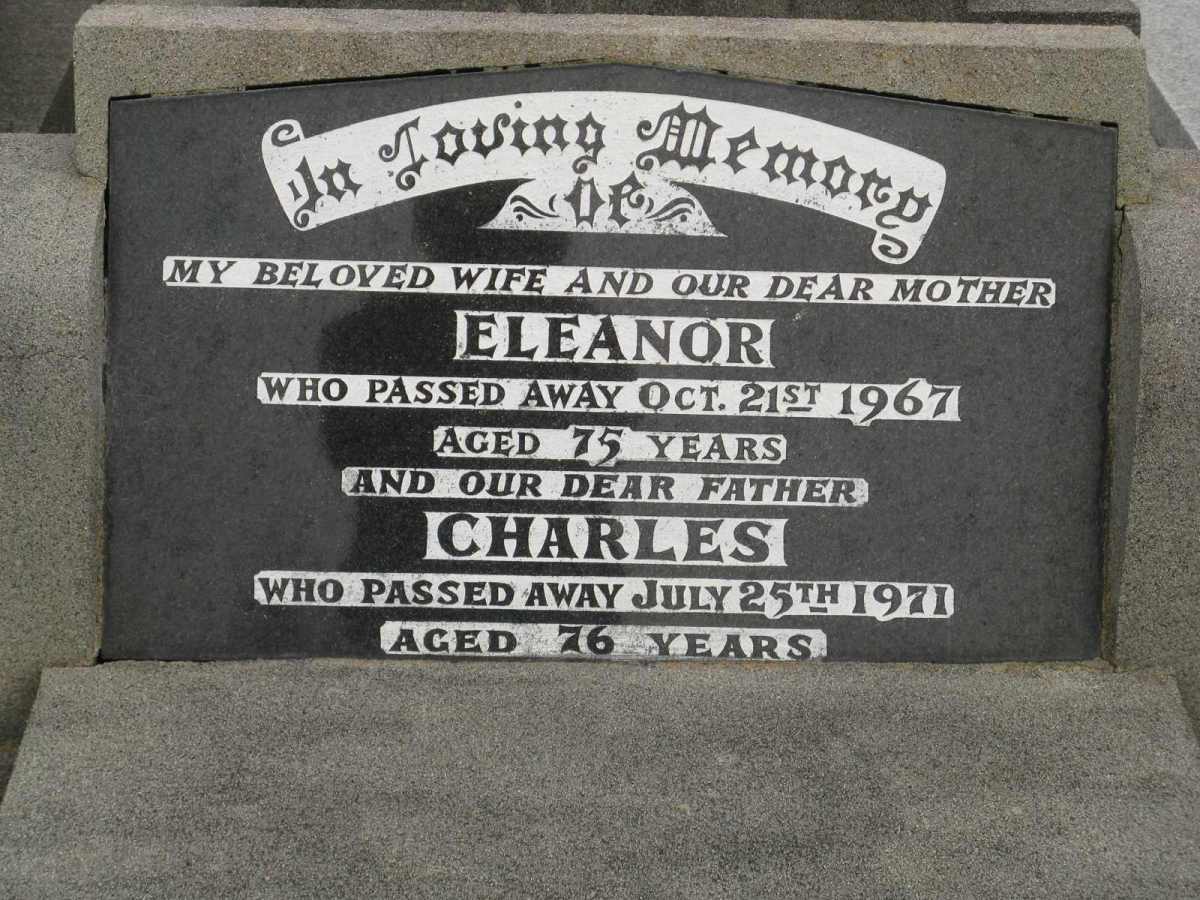 In Loving Memory
Of
MY BELOVED WIFE AND OUR DEAR MOTHER
ELEANOR
WHO PASSED AWAY OCT. 21ST 1967
AGED 75 YEARS
AND OUR DEAR FATHER
CHARLES
WHO PASSED AWAY JULY 25TH 1971
AGED 76 YEARS